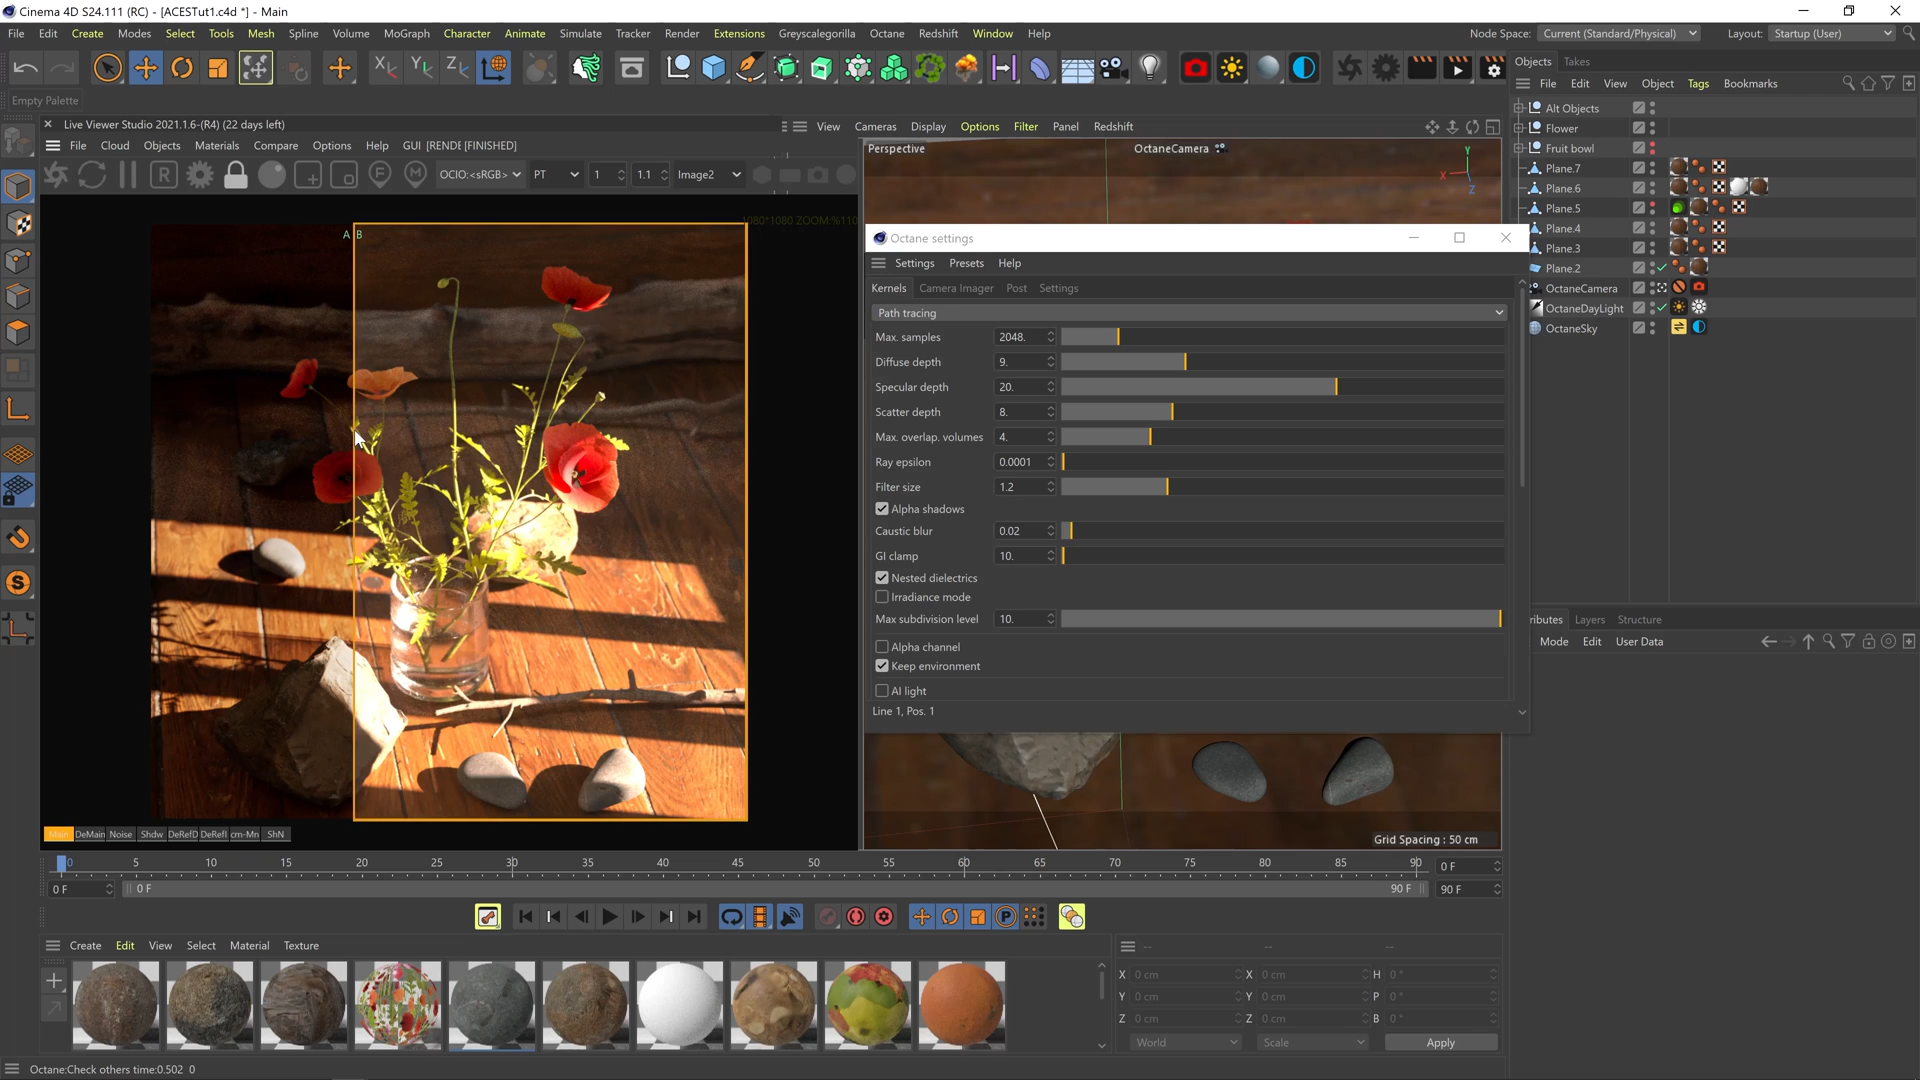 Cinema 4D S24.111 (RC) - [ACESTut1.c4d *] - Main
File Edit Create Modes Select Tools Mesh Spline Volume MoGraph Character Animate Simulate Tracker Render Extensions Greyscalegorilla Octane Redshift Window Help
Node Space: Current (Standard/Physical) Layout: Startup (User)
X Y Z
Objects Takes
File Edit View Object Tags Bookmarks
Empty Palette
Live Viewer Studio 2021.1.6-(R4) (22 days left)
File Cloud Objects Materials Compare Options Help GUI [RENDE [FINISHED]
OCIO:<sRGB> PT 1 1.1 Image2
1080*1080 ZOOM:%110
A B
Main DeMain Noise Shdw DeRefD DeRefl cm-Mn ShN
View Cameras Display Options Filter Panel Redshift
Perspective OctaneCamera
Y
X
Z
Octane settings
Settings Presets Help
Kernels Camera Imager Post Settings
Path tracing
Max. samples 2048.
Diffuse depth 9.
Specular depth 20.
Scatter depth 8.
Max. overlap. volumes 4.
Ray epsilon 0.0001
Filter size 1.2
Alpha shadows
Caustic blur 0.02
GI clamp 10.
Nested dielectrics
Irradiance mode
Max subdivision level 10.
Alpha channel
Keep environment
AI light
Line 1, Pos. 1
Grid Spacing : 50 cm
Alt Objects
Flower
Fruit bowl
Plane.7
Plane.6
Plane.5
Plane.4
Plane.3
Plane.2
OctaneCamera
OctaneDayLight
OctaneSky
ributes Layers Structure
Mode Edit User Data
0 5 10 15 20 25 30 35 40 45 50 55 60 65 70 75 80 85 90 0 F
0 F 0 F 90 F 90 F
Create Edit View Select Material Texture
-- -- --
X 0 cm X 0 cm H 0 °
Y 0 cm Y 0 cm P 0 °
Z 0 cm Z 0 cm B 0 °
World Scale Apply
Octane:Check others time:0.502 0